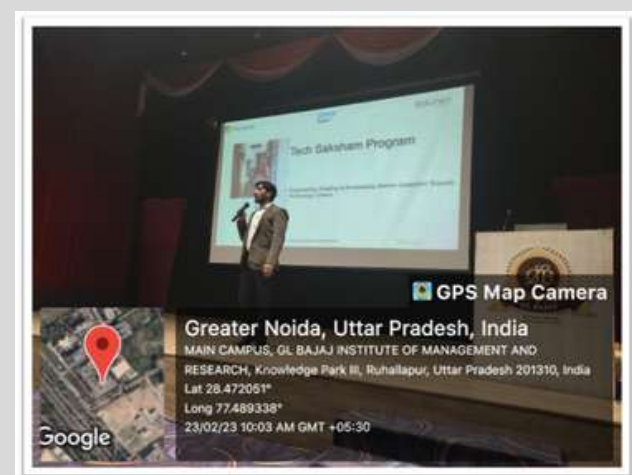 Tech Saksham Program
GPS Map Camera
Greater Noida, Uttar Pradesh, India
MAIN CAMPUS, GL BAJAJ INSTITUTE OF MANAGEMENT AND
RESEARCH, Knowledge Park III, Ruhallapur, Uttar Pradesh 201310, India
Lat 28.472051°
Long 77.489338°
23/02/23 10:03 AM GMT +05:30
Google